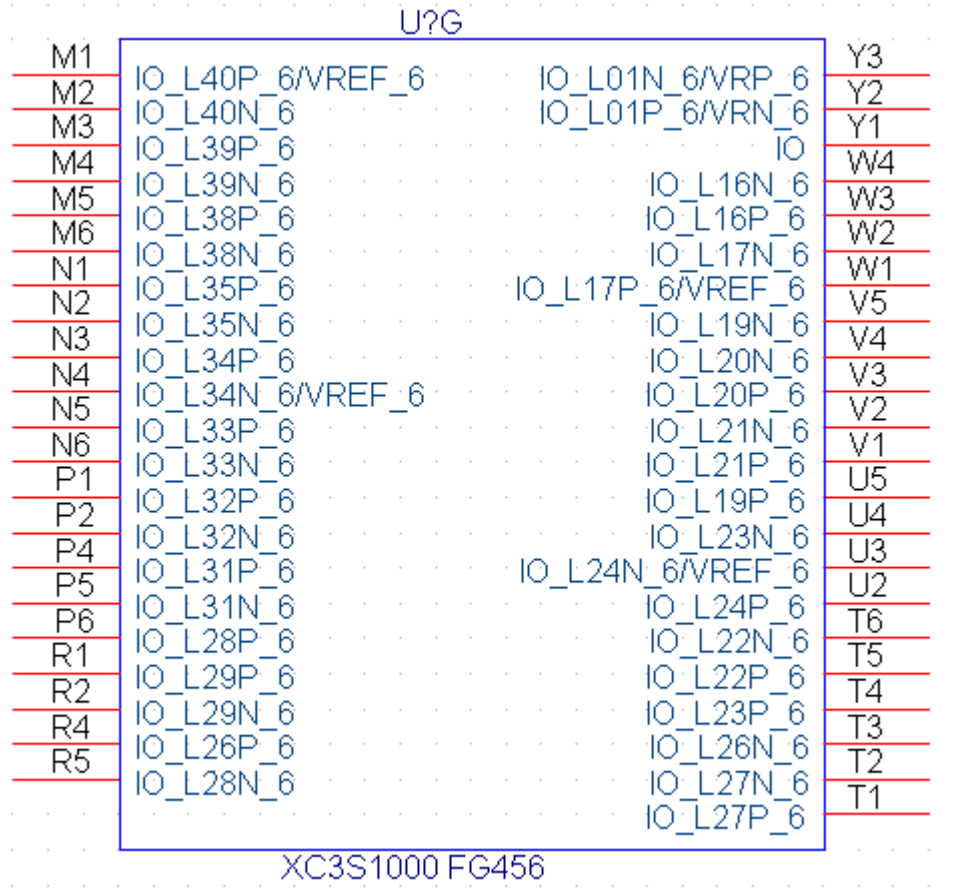 U?G
M1 IO_L40P_6/VREF_6 IO_L01N_6/VRP_6 Y3
M2 IO_L40N_6 IO_L01P_6/VRN_6 Y2
M3 IO_L39P_6 IO Y1
M4 IO_L39N_6 IO_L16N_6 W4
M5 IO_L38P_6 IO_L16P_6 W3
M6 IO_L38N_6 IO_L17N_6 W2
N1 IO_L35P_6 IO_L17P_6/VREF_6 W1
N2 IO_L35N_6 IO_L19N_6 V5
N3 IO_L34P_6 IO_L20N_6 V4
N4 IO_L34N_6/VREF_6 IO_L20P_6 V3
N5 IO_L33P_6 IO_L21N_6 V2
N6 IO_L33N_6 IO_L21P_6 V1
P1 IO_L32P_6 IO_L19P_6 U5
P2 IO_L32N_6 IO_L23N_6 U4
P4 IO_L31P_6 IO_L24N_6/VREF_6 U3
P5 IO_L31N_6 IO_L24P_6 U2
P6 IO_L28P_6 IO_L22N_6 T6
R1 IO_L29P_6 IO_L22P_6 T5
R2 IO_L29N_6 IO_L23P_6 T4
R4 IO_L26P_6 IO_L26N_6 T3
R5 IO_L28N_6 IO_L27N_6 T2
IO_L27P_6 T1
XC3S1000 FG456